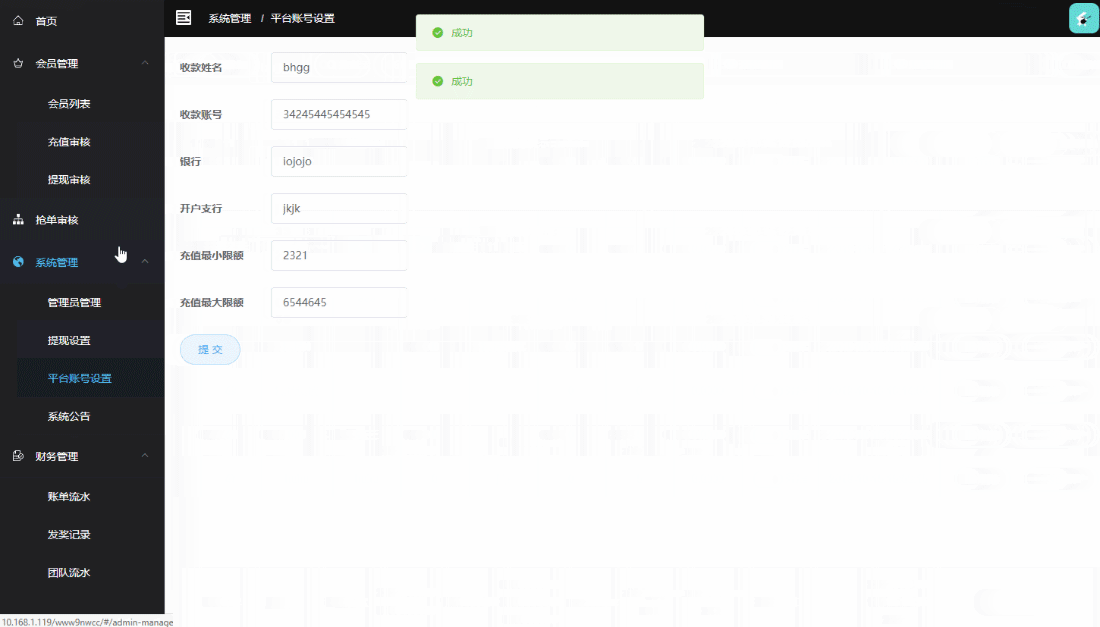 首页
会员管理
会员列表
充值审核
提现审核
抢单审核
系统管理
管理员管理
提现设置
平台账号设置
系统公告
财务管理
账单流水
发奖记录
团队流水
系统管理 / 平台账号设置
成功
成功
收款姓名 bhgg
收款账号 34245445454545
银行 iojojo
开户支行 jkjk
充值最小限额 2321
充值最大限额 6544645
提 交
10.168.1.119/www9nwcc/#/admin-manage